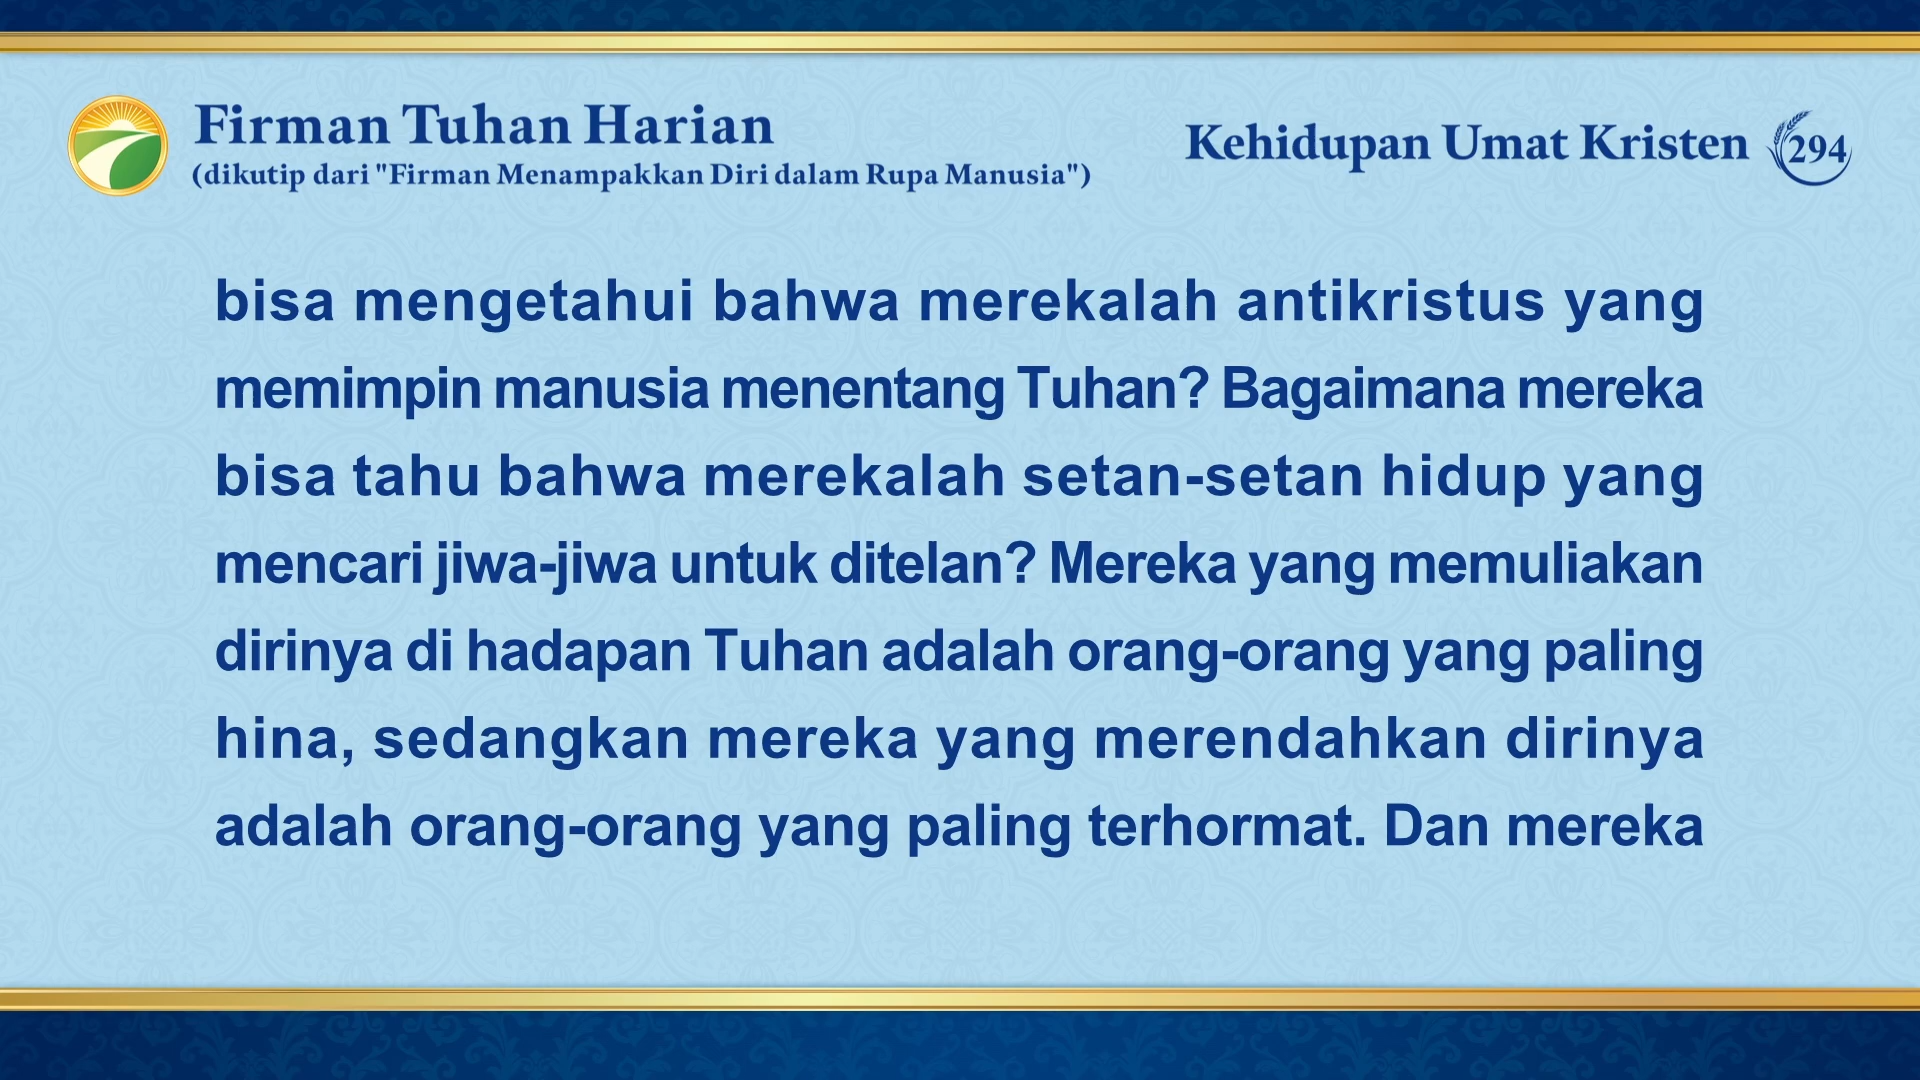 Firman Tuhan Harian
(dikutip dari "Firman Menampakkan Diri dalam Rupa Manusia")
Kehidupan Umat Kristen 294
bisa mengetahui bahwa merekalah antikristus yang
memimpin manusia menentang Tuhan? Bagaimana mereka
bisa tahu bahwa merekalah setan-setan hidup yang
mencari jiwa-jiwa untuk ditelan? Mereka yang memuliakan
dirinya di hadapan Tuhan adalah orang-orang yang paling
hina, sedangkan mereka yang merendahkan dirinya
adalah orang-orang yang paling terhormat. Dan mereka